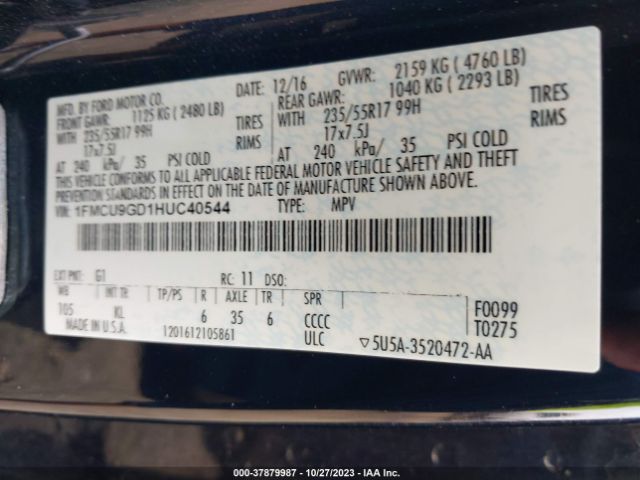 MFD. BY FORD MOTOR CO.
DATE: 12/16 GVWR: 2159 KG ( 4760 LB)
FRONT GAWR: 1125 KG ( 2480 LB)
REAR GAWR: 1040 KG ( 2293 LB)
WITH 235/55R17 99H TIRES
WITH 235/55R17 99H TIRES
17x7.5J RIMS
17x7.5J RIMS
AT 240 kPa/ 35 PSI COLD
AT 240 kPa/ 35 PSI COLD
THIS VEHICLE CONFORMS TO ALL APPLICABLE FEDERAL MOTOR VEHICLE SAFETY AND THEFT
PREVENTION STANDARDS IN EFFECT ON THE DATE OF MANUFACTURE SHOWN ABOVE.
VIN: 1FMCU9GD1HUC40544 TYPE: MPV
EXT PNT: G1 RC: 11 DSO:
WB INT TR TP/PS R AXLE TR SPR
105 KL 6 35 6 CCCC
F0099
T0275
MADE IN U.S.A. 1201612105861 ULC ▽5U5A-3520472-AA
000-37879987 - 10/27/2023 - IAA Inc.